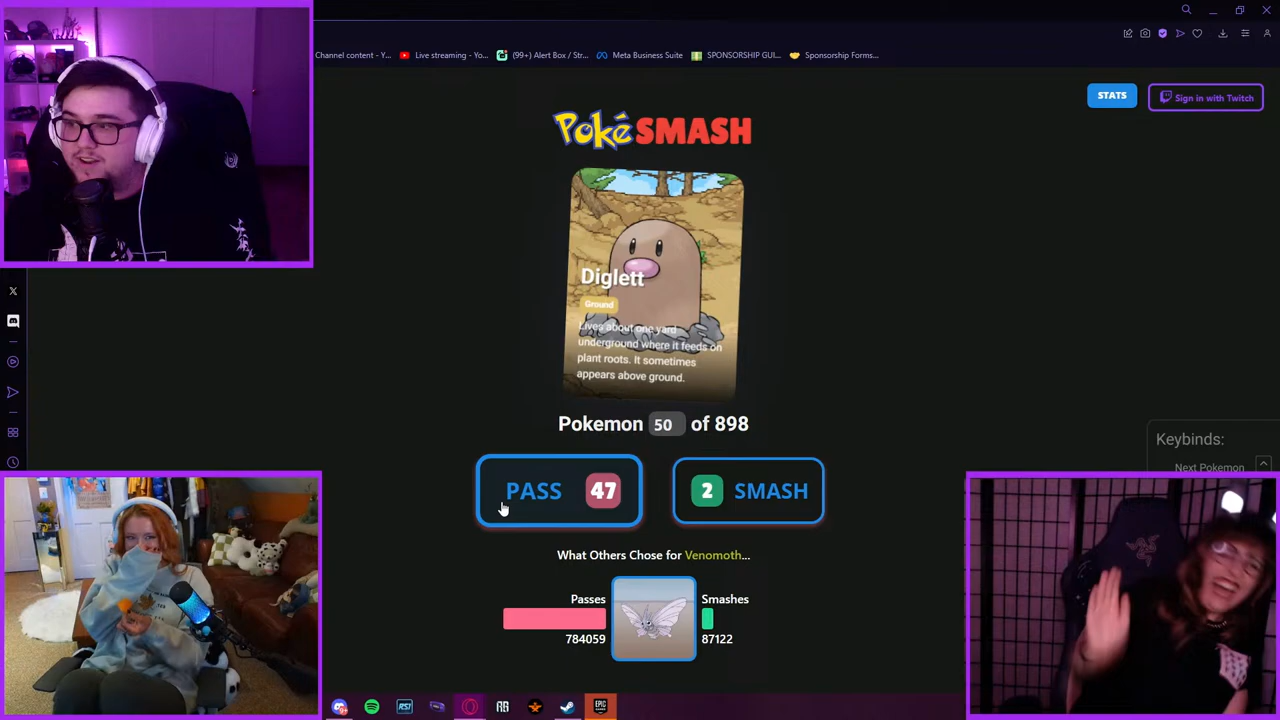 Channel content - Y...
Live streaming - Yo...
(99+) Alert Box / Str...
Meta Business Suite
SPONSORSHIP GUI...
Sponsorship Forms...
STATS
Sign in with Twitch
PokéSMASH
Diglett
Ground
Lives about one yard
underground where it feeds on
plant roots. It sometimes
appears above ground.
Pokemon 50 of 898
PASS 47
2 SMASH
Keybinds:
Next Pokemon
What Others Chose for Venomoth...
Passes
784059
Smashes
87122
RSI
EPIC